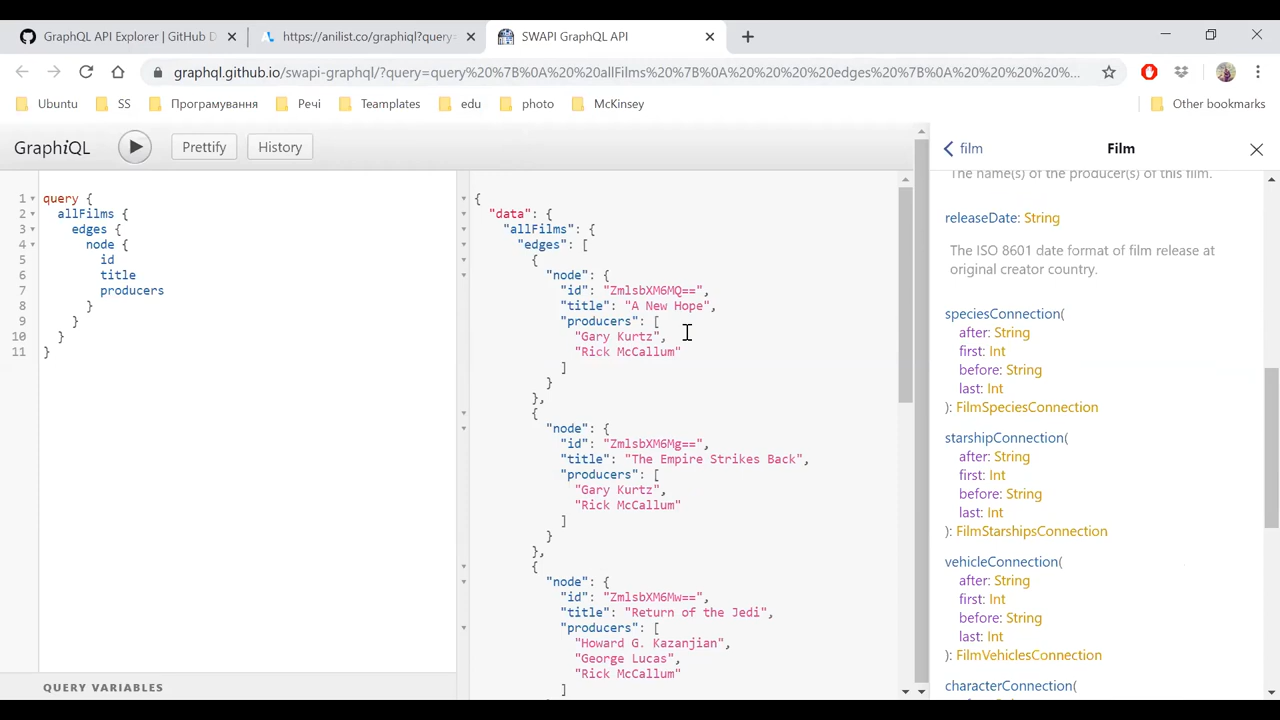 GraphQL API Explorer | GitHub D
https://anilist.co/graphiql?query=
SWAPI GraphQL API
graphql.github.io/swapi-graphql/?query=query%20%7B%0A%20%20allFilms%20%7B%0A%20%20%20%20edges%20%7B%0A%20%20%20%20%20%...
Ubuntu
SS
Програмування
Речі
Teamplates
edu
photo
McKinsey
Other bookmarks
GraphiQL
Prettify
History
1 query {
2 allFilms {
3 edges {
4 node {
5 id
6 title
7 producers
8 }
9 }
10 }
11 }
QUERY VARIABLES
{
"data": {
"allFilms": {
"edges": [
{
"node": {
"id": "ZmlsbXM6MQ==",
"title": "A New Hope",
"producers": [
"Gary Kurtz",
"Rick McCallum"
]
}
},
{
"node": {
"id": "ZmlsbXM6Mg==",
"title": "The Empire Strikes Back",
"producers": [
"Gary Kurtz",
"Rick McCallum"
]
}
},
{
"node": {
"id": "ZmlsbXM6Mw==",
"title": "Return of the Jedi",
"producers": [
"Howard G. Kazanjian",
"George Lucas",
"Rick McCallum"
]
film
Film
The name(s) of the producer(s) of this film.
releaseDate: String
The ISO 8601 date format of film release at
original creator country.
speciesConnection(
after: String
first: Int
before: String
last: Int
): FilmSpeciesConnection
starshipConnection(
after: String
first: Int
before: String
last: Int
): FilmStarshipsConnection
vehicleConnection(
after: String
first: Int
before: String
last: Int
): FilmVehiclesConnection
characterConnection(